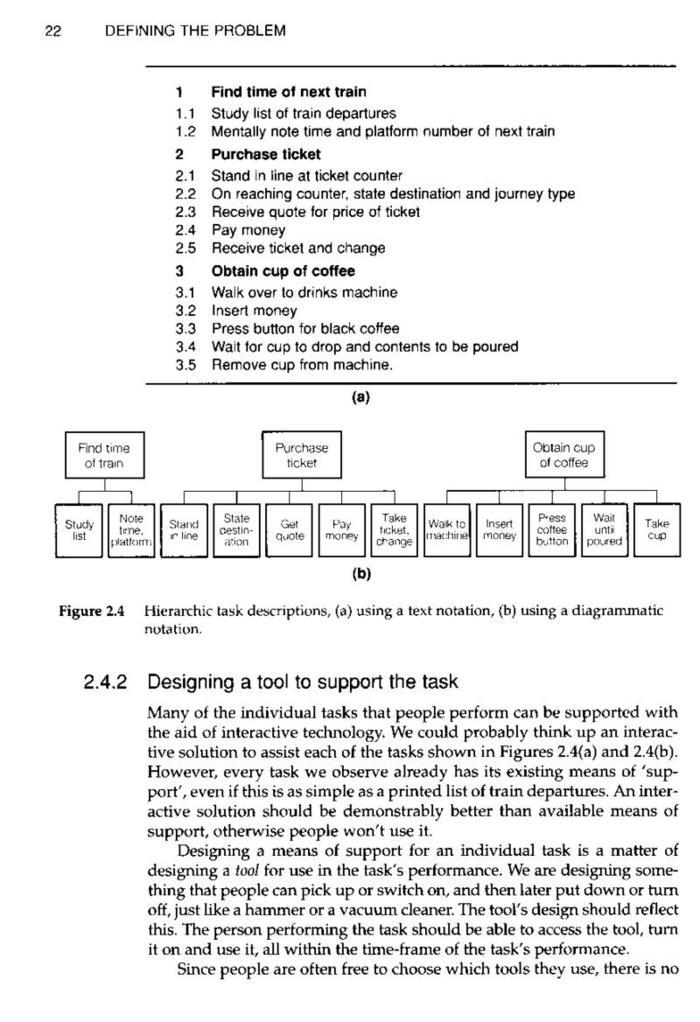 22 DEFINING THE PROBLEM
1 Find time of next train
1.1 Study list of train departures
1.2 Mentally note time and platform number of next train
2 Purchase ticket
2.1 Stand in line at ticket counter
2.2 On reaching counter, state destination and journey type
2.3 Receive quote for price of ticket
2.4 Pay money
2.5 Receive ticket and change
3 Obtain cup of coffee
3.1 Walk over to drinks machine
3.2 Insert money
3.3 Press button for black coffee
3.4 Wait for cup to drop and contents to be poured
3.5 Remove cup from machine.
(a)
Find time
of train
Purchase
ticket
Obtain cup
of coffee
Study
list
Note
time,
platform
Stand
in line
State
destin-
ation
Get
quote
Pay
money
Take
ticket,
change
Walk to
machine
Insert
money
Press
coffee
button
Wait
until
poured
Take
cup
(b)
Figure 2.4 Hierarchic task descriptions, (a) using a text notation, (b) using a diagrammatic
notation.
2.4.2 Designing a tool to support the task
Many of the individual tasks that people perform can be supported with
the aid of interactive technology. We could probably think up an interac-
tive solution to assist each of the tasks shown in Figures 2.4(a) and 2.4(b).
However, every task we observe already has its existing means of 'sup-
port', even if this is as simple as a printed list of train departures. An inter-
active solution should be demonstrably better than available means of
support, otherwise people won't use it.
Designing a means of support for an individual task is a matter of
designing a tool for use in the task's performance. We are designing some-
thing that people can pick up or switch on, and then later put down or turn
off, just like a hammer or a vacuum cleaner. The tool's design should reflect
this. The person performing the task should be able to access the tool, turn
it on and use it, all within the time-frame of the task's performance.
Since people are often free to choose which tools they use, there is no